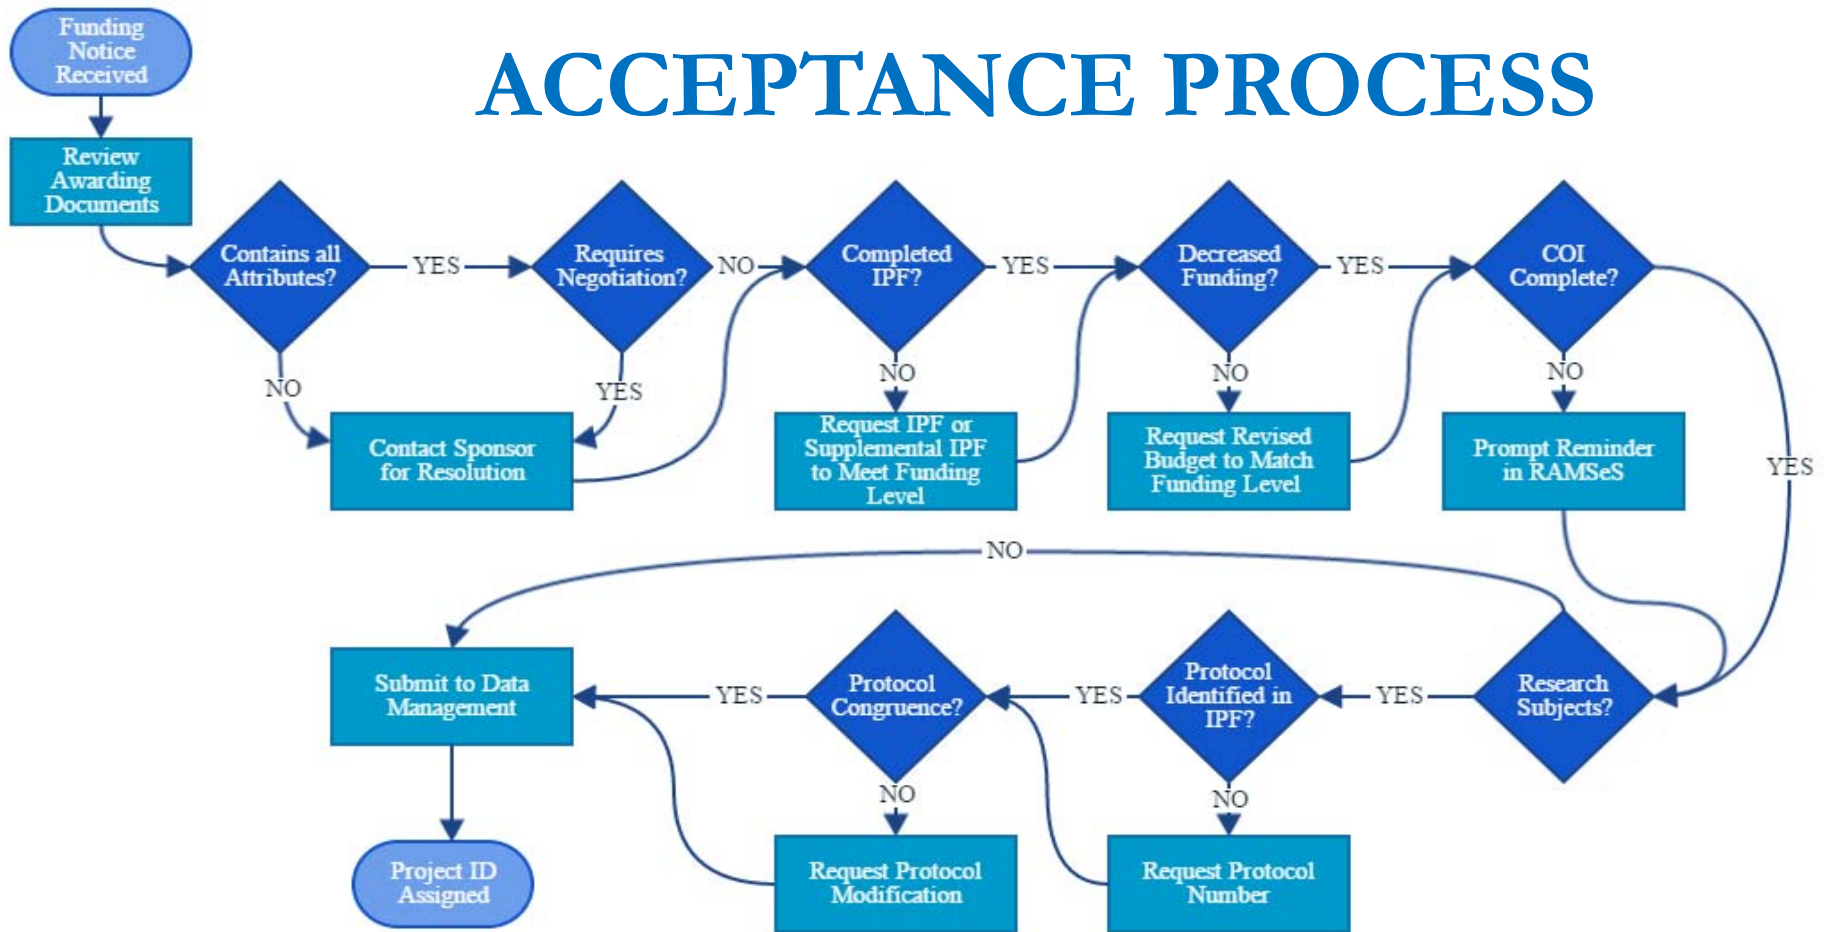 Funding
Notice
Received
ACCEPTANCE PROCESS
Review
Awarding
Documents
Contains all
Attributes?
YES
Requires
Negotiation?
NO
Completed
IPF?
YES
Decreased
Funding?
YES
COI
Complete?
NO
YES
NO
NO
NO
YES
Contact Sponsor
for Resolution
Request IPF or
Supplemental IPF
to Meet Funding
Level
Request Revised
Budget to Match
Funding Level
Prompt Reminder
in RAMSeS
NO
Submit to Data
Management
YES
Protocol
Congruence?
YES
Protocol
Identified in
IPF?
YES
Research
Subjects?
NO
NO
Project ID
Assigned
Request Protocol
Modification
Request Protocol
Number